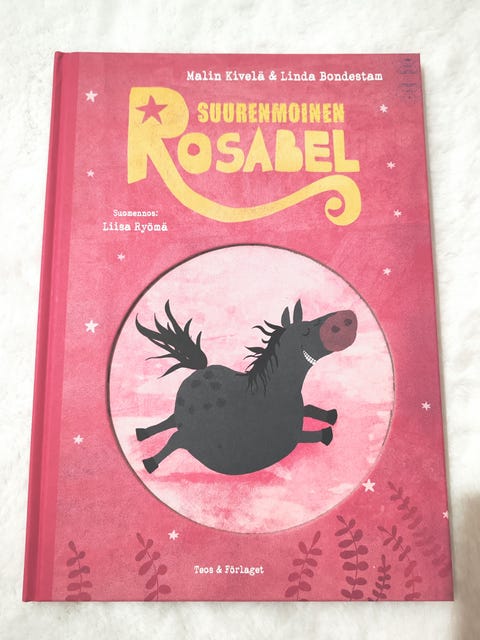 Malin Kivelä & Linda Bondestam
SUURENMOINEN
ROSABEL
Suomennos:
Liisa Ryömä
Teos & Förlaget